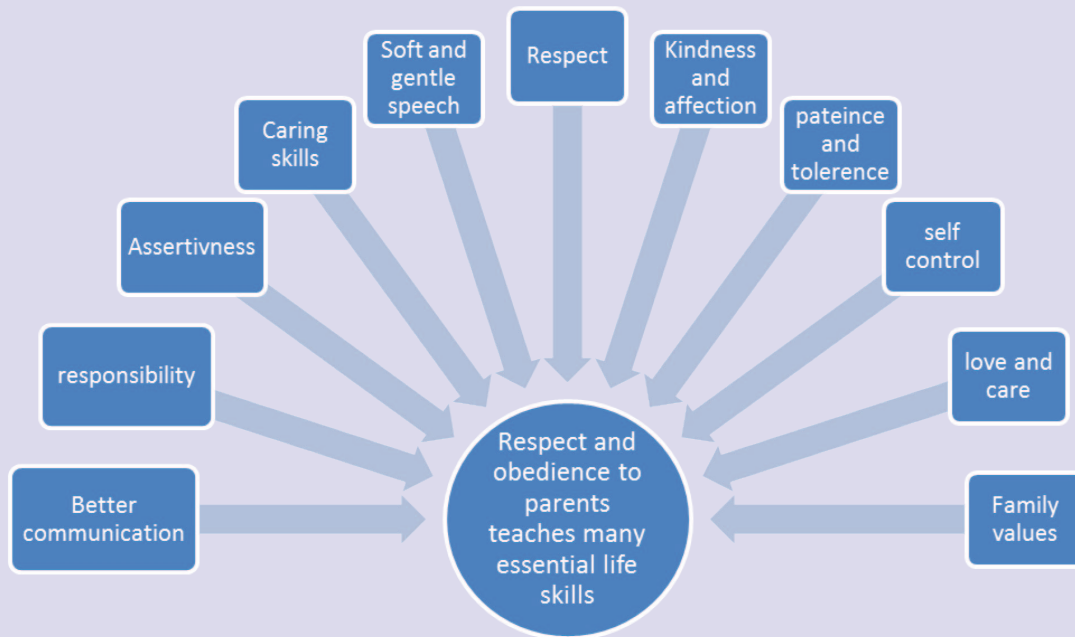 Better
communication
responsibility
Assertivness
Caring
skills
Soft and
gentle
speech
Respect
Kindness
and
affection
pateince
and
tolerence
self
control
love and
care
Family
values
Respect and
obedience to
parents
teaches many
essential life
skills